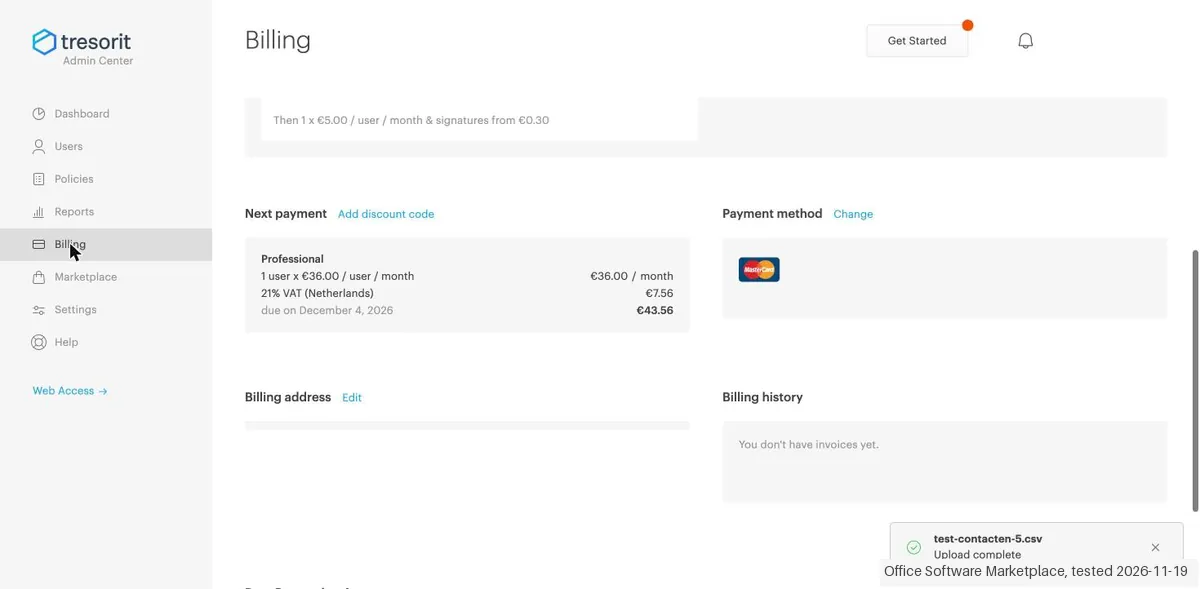 tresorit
Admin Center
Dashboard
Users
Policies
Reports
Billing
Marketplace
Settings
Help
Web Access →
Billing
Get Started
Then 1 x €5.00 / user / month & signatures from €0.30
Next payment Add discount code
Professional
1 user x €36.00 / user / month €36.00 / month
21% VAT (Netherlands) €7.56
due on December 4, 2026 €43.56
Payment method Change
MasterCard
Billing address Edit
Billing history
You don't have invoices yet.
test-contacten-5.csv
Upload complete
Office Software Marketplace, tested 2026-11-19